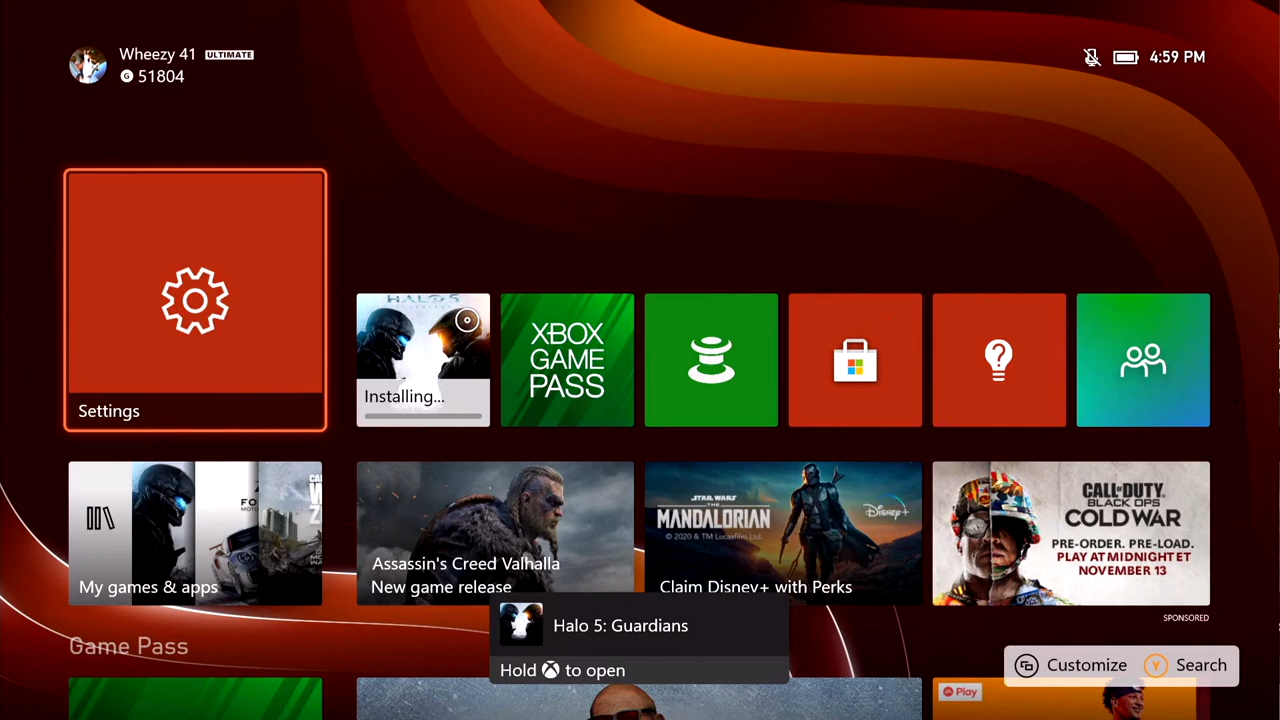 Wheezy 41 ULTIMATE
G 51804
4:59 PM
Settings
HALO 5
Installing...
XBOX
GAME
PASS
My games & apps
Assassin's Creed Valhalla
New game release
STAR WARS
THE
MANDALORIAN
© 2020 & TM Lucasfilm Ltd.
Disney+
Claim Disney+ with Perks
CALL OF DUTY
BLACK OPS
COLD WAR
PRE-ORDER. PRE-LOAD.
PLAY AT MIDNIGHT ET
NOVEMBER 13
SPONSORED
Halo 5: Guardians
Hold to open
Game Pass
Customize
Y Search
Play